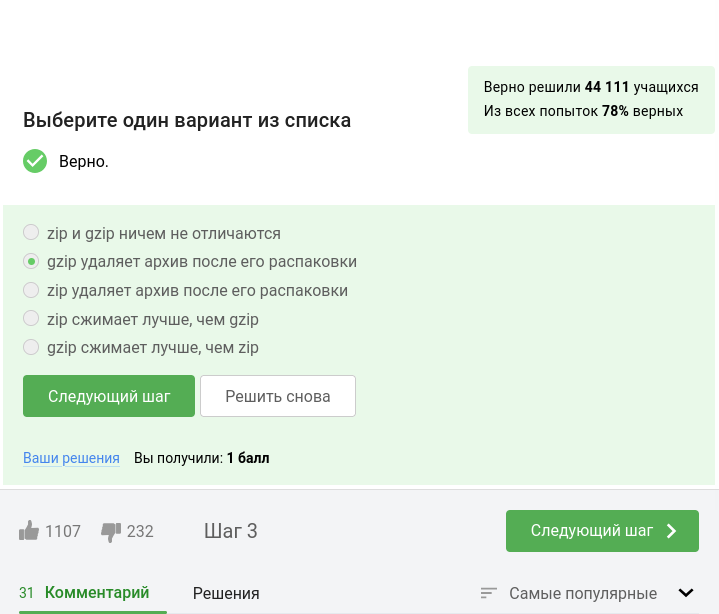 Верно решили 44 111 учащихся
Из всех попыток 78% верных
Выберите один вариант из списка
Верно.
zip и gzip ничем не отличаются
gzip удаляет архив после его распаковки
zip удаляет архив после его распаковки
zip сжимает лучше, чем gzip
gzip сжимает лучше, чем zip
Следующий шаг Решить снова
Ваши решения Вы получили: 1 балл
1107 232 Шаг 3 Следующий шаг
31 Комментарий Решения Самые популярные